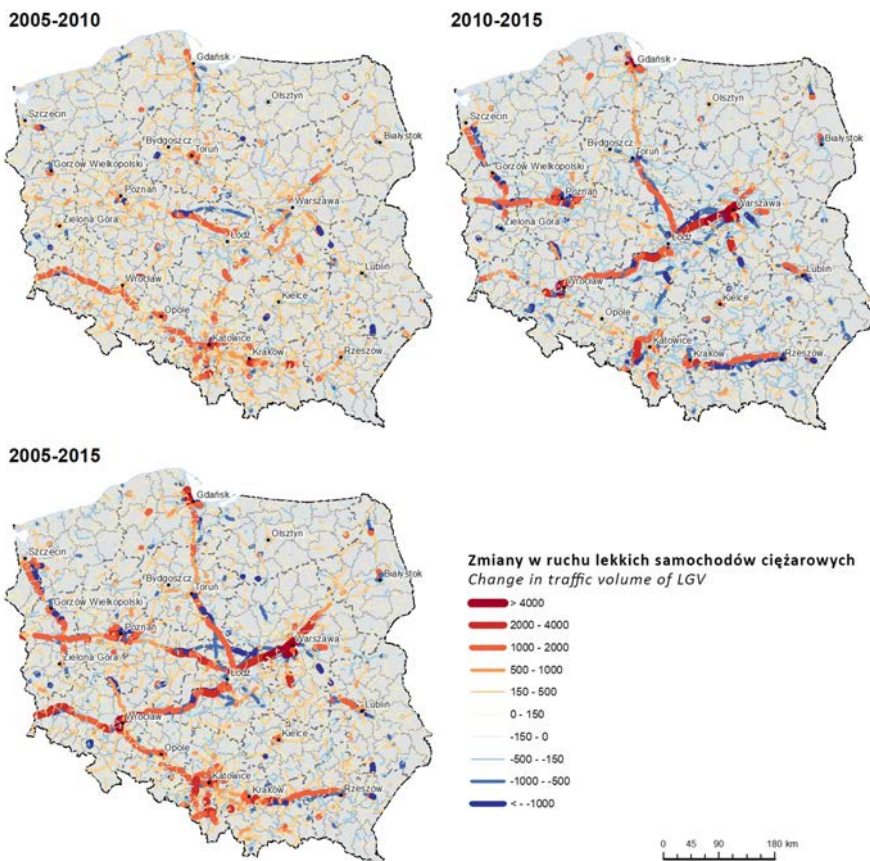 2005-2010
Gdańsk
Olsztyn
Szczecin
Białystok
Bydgoszcz
Toruń
Gorzów Wielkopolski
Poznań
Warszawa
Zielona Góra
Łódź
Lublin
Wrocław
Kielce
Opole
Katowice
Kraków
Rzeszów
2010-2015
Gdańsk
Olsztyn
Szczecin
Białystok
Bydgoszcz
Toruń
Gorzów Wielkopolski
Poznań
Warszawa
Zielona Góra
Łódź
Lublin
Wrocław
Kielce
Opole
Katowice
Kraków
Rzeszów
2005-2015
Gdańsk
Olsztyn
Szczecin
Białystok
Bydgoszcz
Toruń
Gorzów Wielkopolski
Poznań
Warszawa
Zielona Góra
Łódź
Lublin
Wrocław
Kielce
Opole
Katowice
Kraków
Rzeszów
Zmiany w ruchu lekkich samochodów ciężarowych
Change in traffic volume of LGV
> 4000
2000 - 4000
1000 - 2000
500 - 1000
150 - 500
0 - 150
-150 - 0
-500 - -150
-1000 - -500
< - -1000
0 45 90 180 km